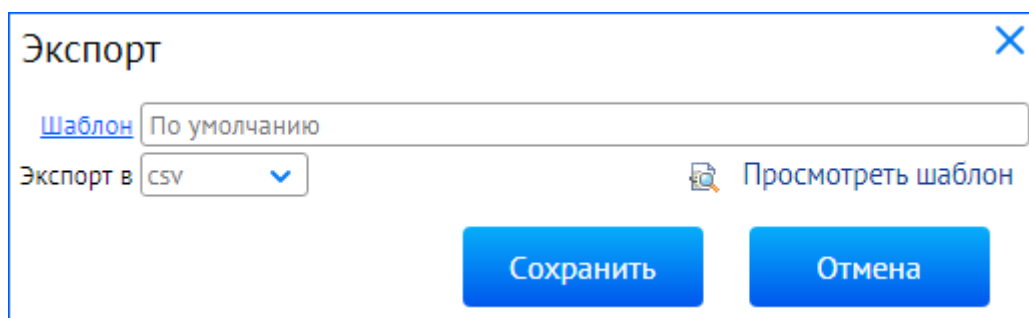 Экспорт
Шаблон По умолчанию
Экспорт в csv Просмотреть шаблон
Сохранить Отмена